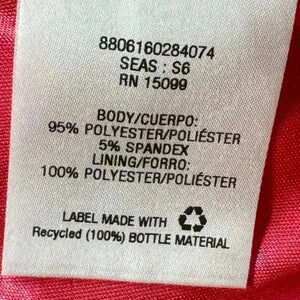 8806160284074
SEAS : S6
RN 15099
BODY/CUERPO:
95% POLYESTER/POLIÉSTER
5% SPANDEX
LINING/FORRO:
100% POLYESTER/POLIÉSTER
LABEL MADE WITH
Recycled (100%) BOTTLE MATERIAL